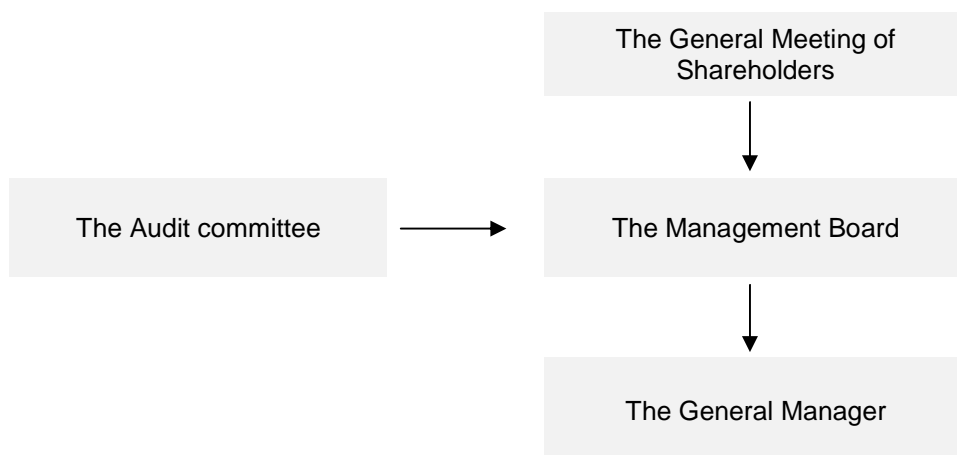 The General Meeting of
Shareholders
The Audit committee
The Management Board
The General Manager